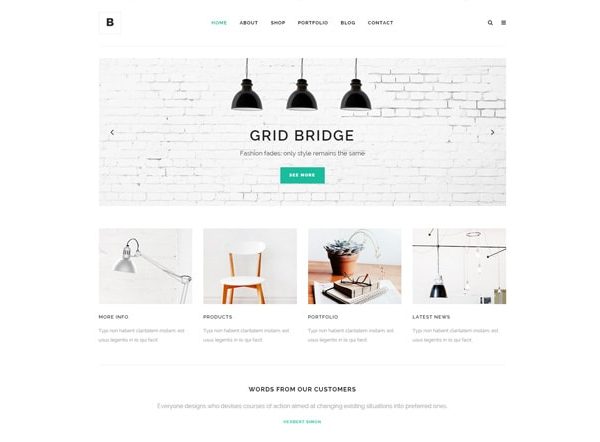 B
HOME ABOUT SHOP PORTFOLIO BLOG CONTACT
GRID BRIDGE
Fashion fades; only style remains the same
SEE MORE
MORE INFO
Typi non habent claritatem insitam; est
usus legentis in iis qui facit.
PRODUCTS
Typi non habent claritatem insitam; est
usus legentis in iis qui facit.
PORTFOLIO
Typi non habent claritatem insitam; est
usus legentis in iis qui facit.
LATEST NEWS
Typi non habent claritatem insitam; est
usus legentis in iis qui facit.
WORDS FROM OUR CUSTOMERS
Everyone designs who devises courses of action aimed at changing existing situations into preferred ones.
HERBERT SIMON